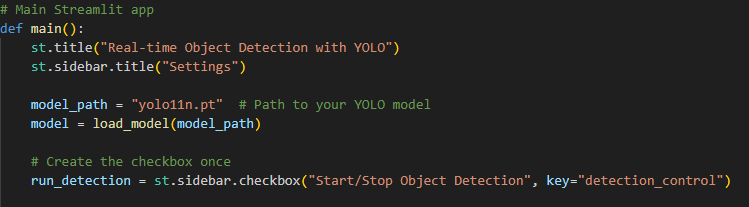 # Main Streamlit app
def main():
    st.title("Real-time Object Detection with YOLO")
    st.sidebar.title("Settings")

    model_path = "yolo11n.pt"  # Path to your YOLO model
    model = load_model(model_path)

    # Create the checkbox once
    run_detection = st.sidebar.checkbox("Start/Stop Object Detection", key="detection_control")